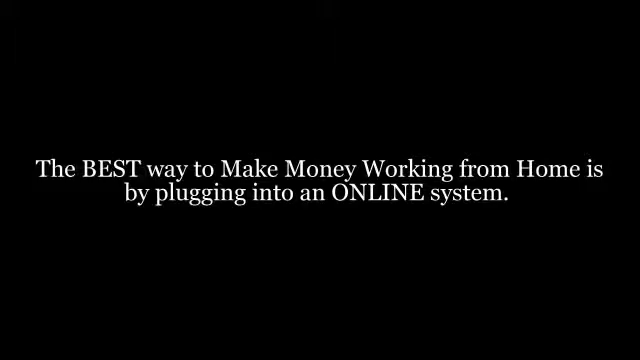 The BEST way to Make Money Working from Home is
by plugging into an ONLINE system.